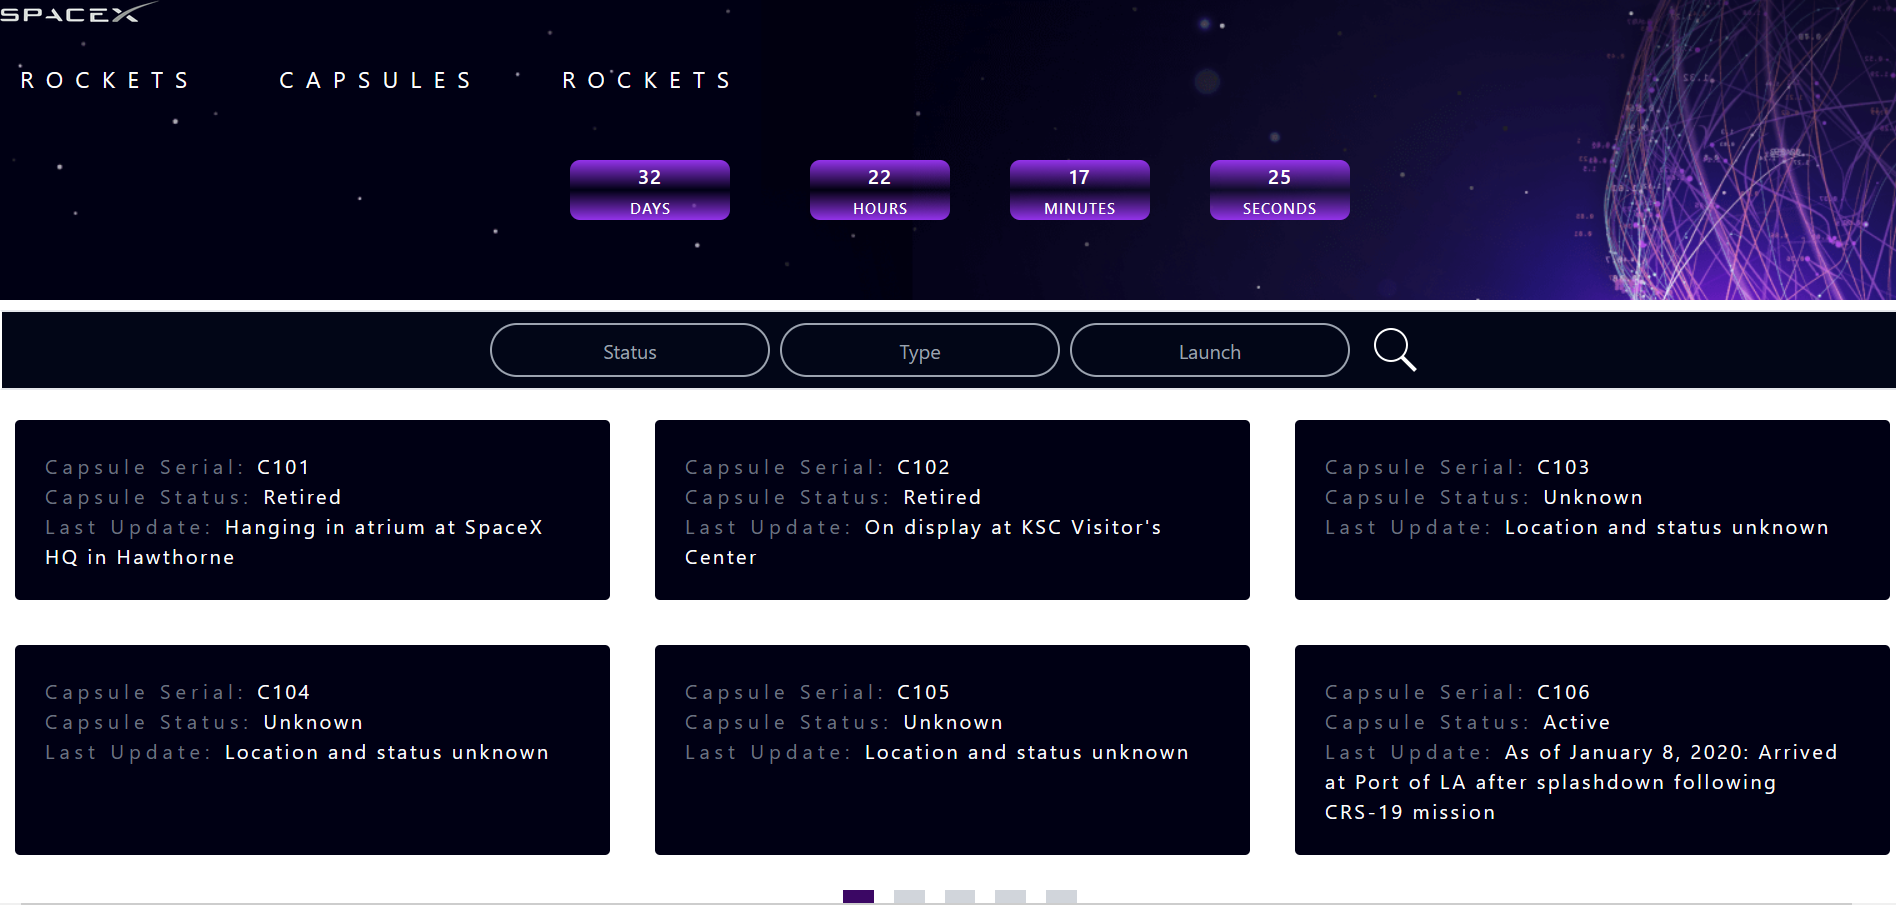 SPACEX
ROCKETS CAPSULES ROCKETS
32 22 17 25
DAYS HOURS MINUTES SECONDS
Status Type Launch
Capsule Serial: C101
Capsule Status: Retired
Last Update: Hanging in atrium at SpaceX
HQ in Hawthorne
Capsule Serial: C102
Capsule Status: Retired
Last Update: On display at KSC Visitor's
Center
Capsule Serial: C103
Capsule Status: Unknown
Last Update: Location and status unknown
Capsule Serial: C104
Capsule Status: Unknown
Last Update: Location and status unknown
Capsule Serial: C105
Capsule Status: Unknown
Last Update: Location and status unknown
Capsule Serial: C106
Capsule Status: Active
Last Update: As of January 8, 2020: Arrived
at Port of LA after splashdown following
CRS-19 mission